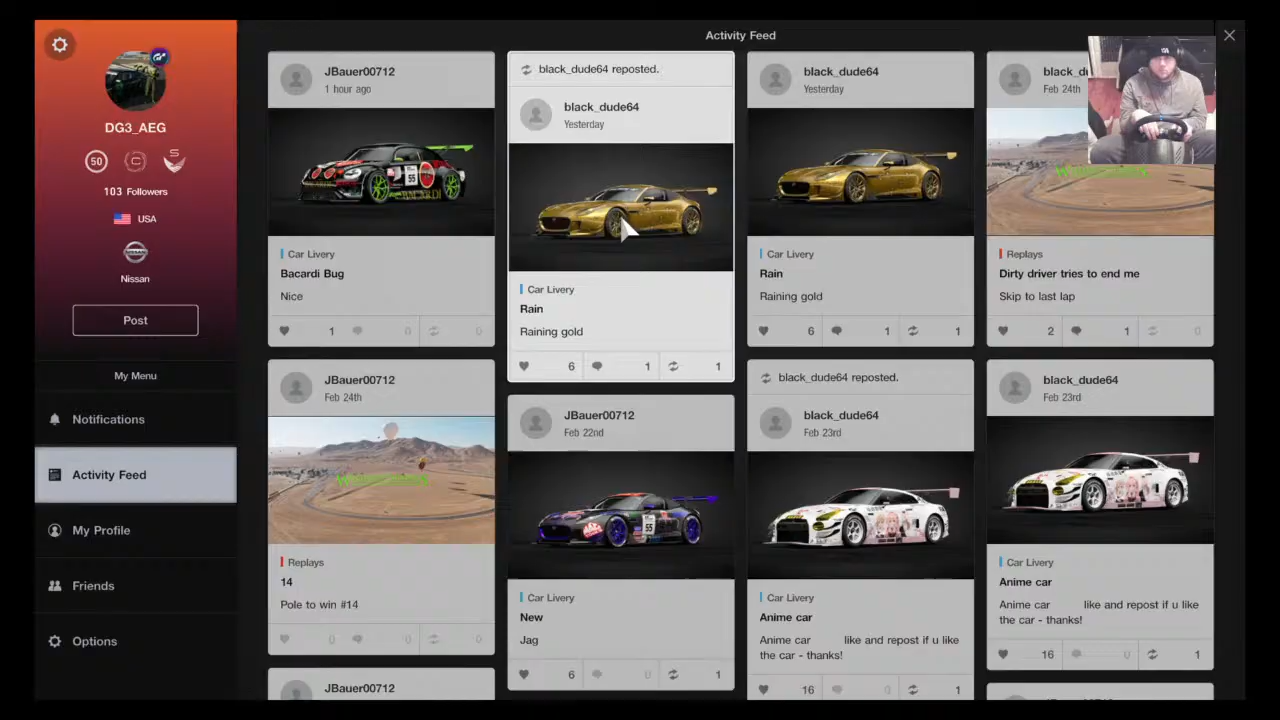 Activity Feed
DG3_AEG
50
C
S
103 Followers
USA
NISSAN
Nissan
Post
My Menu
Notifications
Activity Feed
My Profile
Friends
Options
JBauer00712
1 hour ago
55
BACARDI
Car Livery
Bacardi Bug
Nice
1 0 0
JBauer00712
Feb 24th
Replays
14
Pole to win #14
0 0 0
JBauer00712
black_dude64 reposted.
black_dude64
Yesterday
Car Livery
Rain
Raining gold
6 1 1
JBauer00712
Feb 22nd
55
Car Livery
New
Jag
6 0 1
black_dude64
Yesterday
Car Livery
Rain
Raining gold
6 1 1
black_dude64 reposted.
black_dude64
Feb 23rd
Car Livery
Anime car
Anime car like and repost if u like
the car - thanks!
16 0 1
Feb 24th
Replays
Dirty driver tries to end me
Skip to last lap
2 1 0
black_dude64
Feb 23rd
Car Livery
Anime car
Anime car like and repost if u like
the car - thanks!
16 0 1